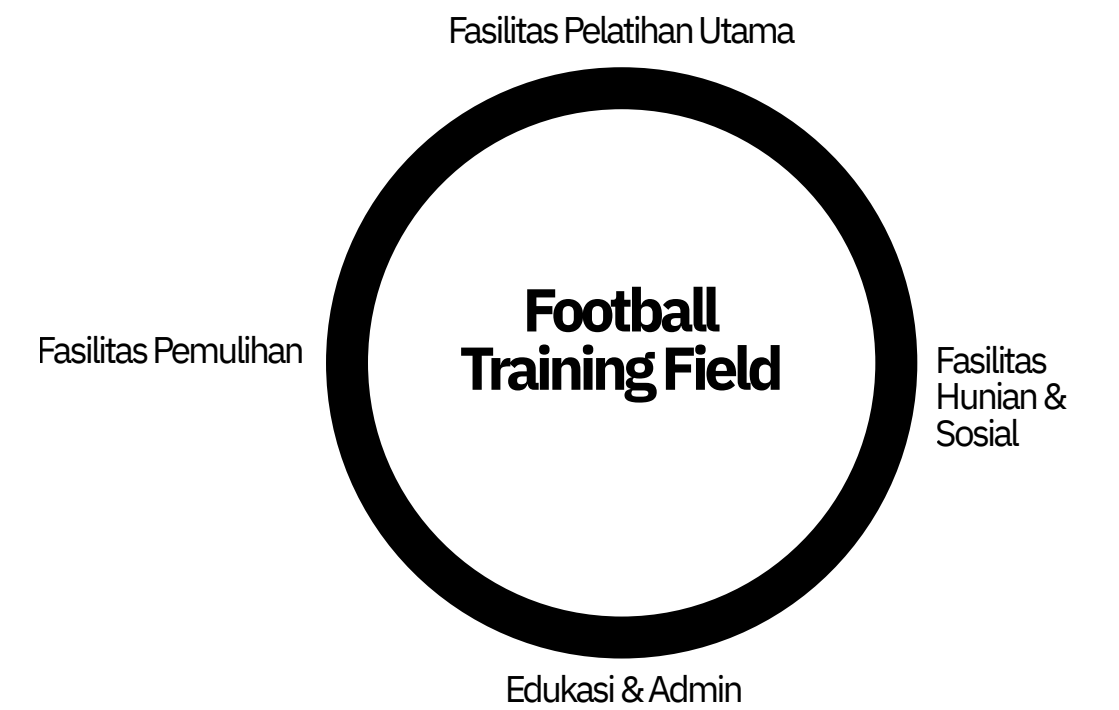 Fasilitas Pelatihan Utama
Football
Training Field
Fasilitas Pemulihan
Fasilitas
Hunian &
Sosial
Edukasi & Admin